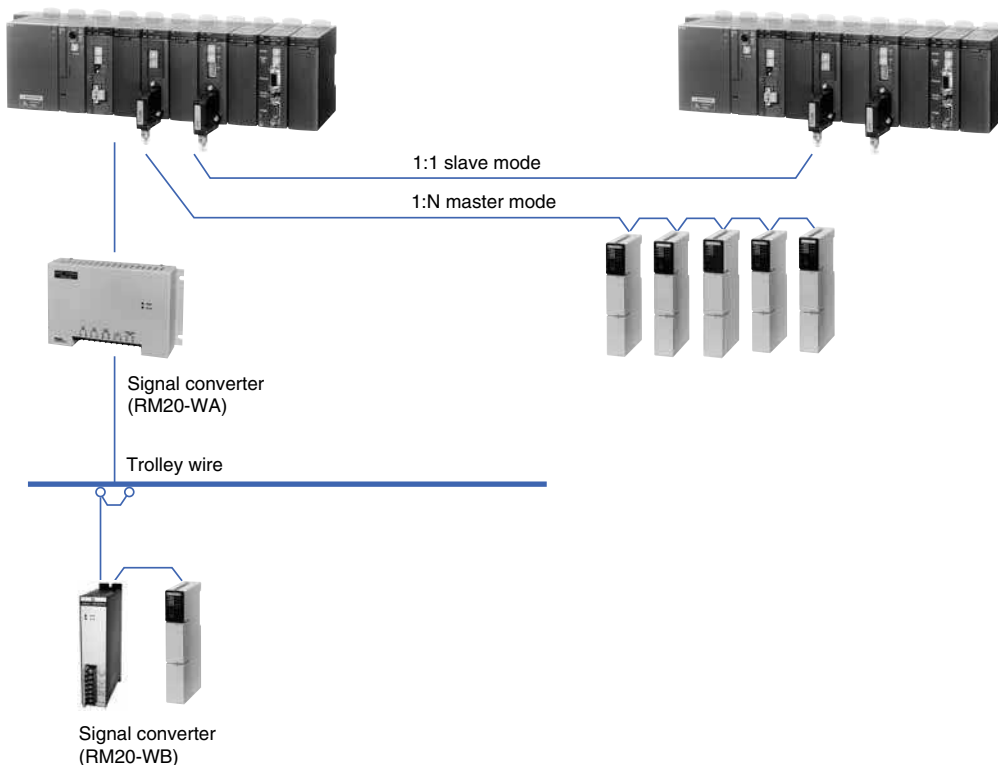 1:1 slave mode
1:N master mode
Signal converter
(RM20-WA)
Trolley wire
Signal converter
(RM20-WB)